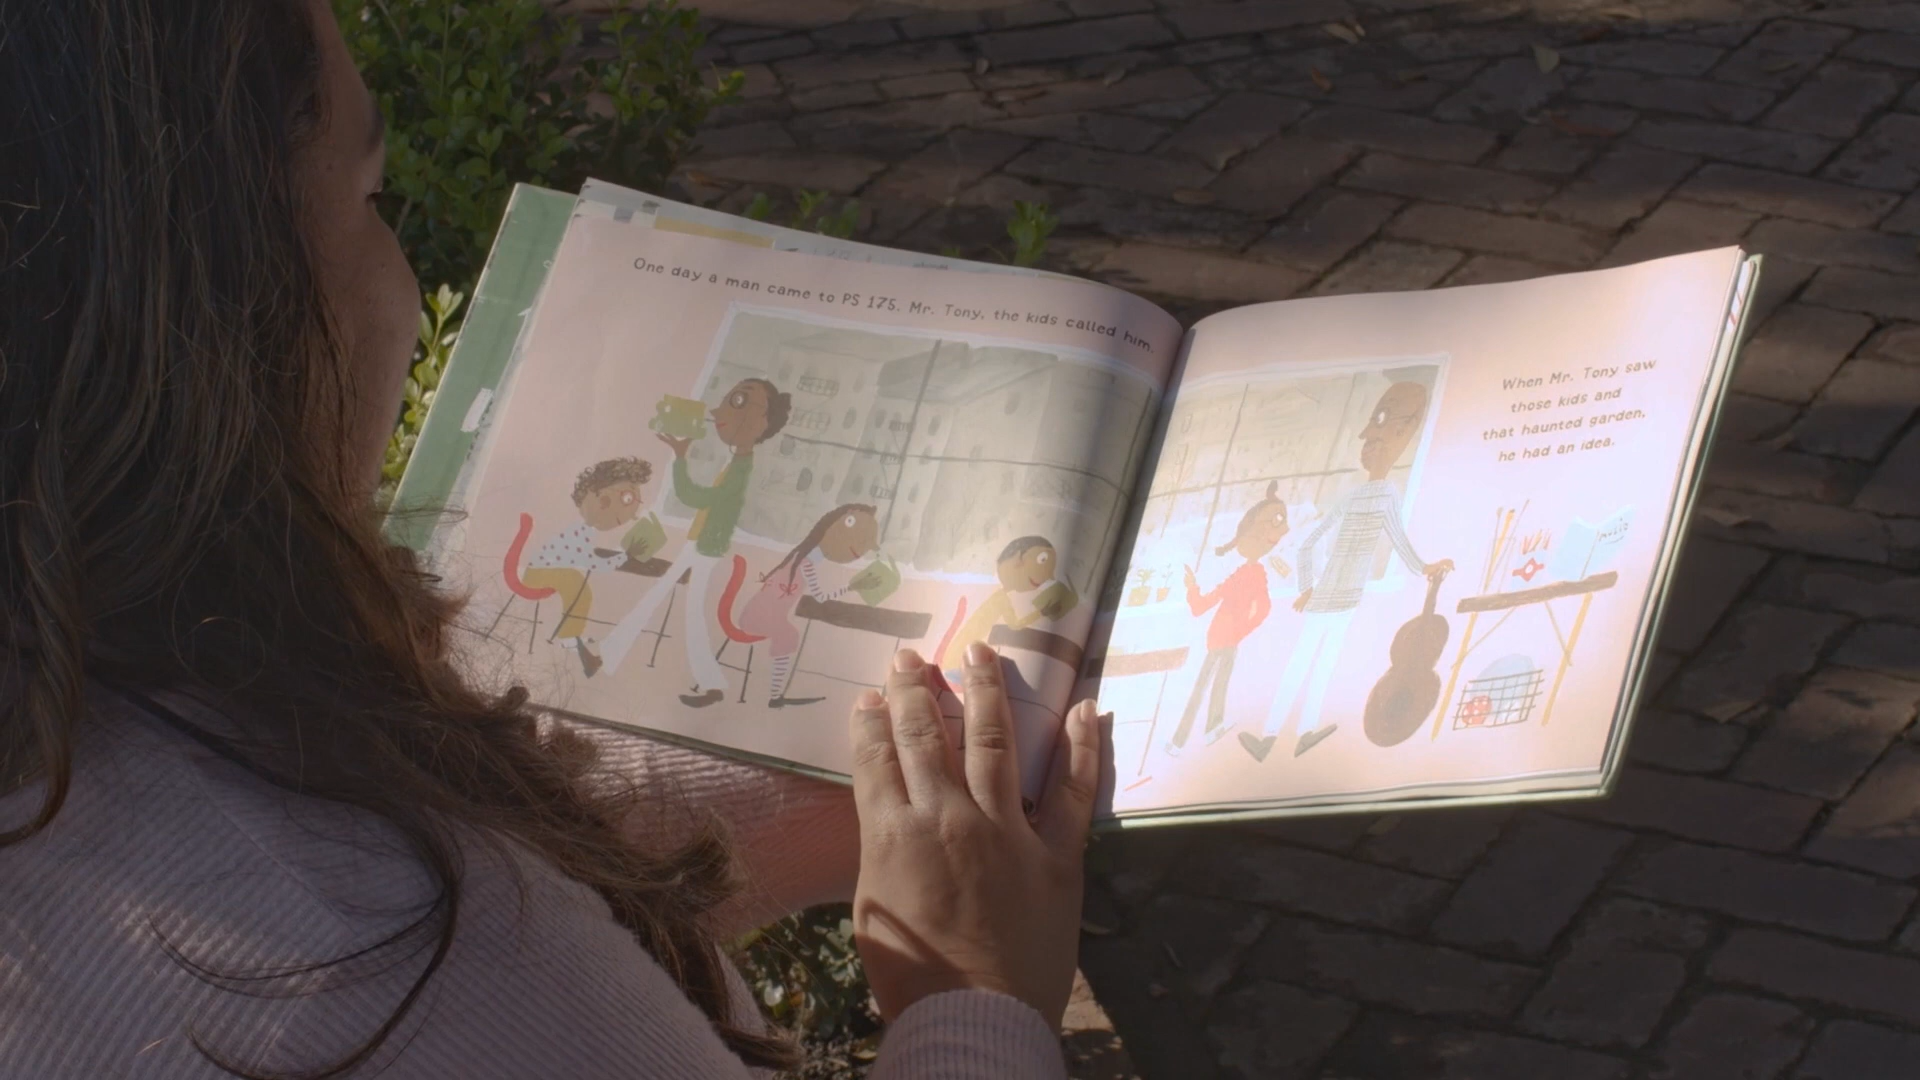 One day a man came to PS 175. Mr. Tony, the kids called him.
When Mr. Tony saw
those kids and
that haunted garden,
he had an idea.